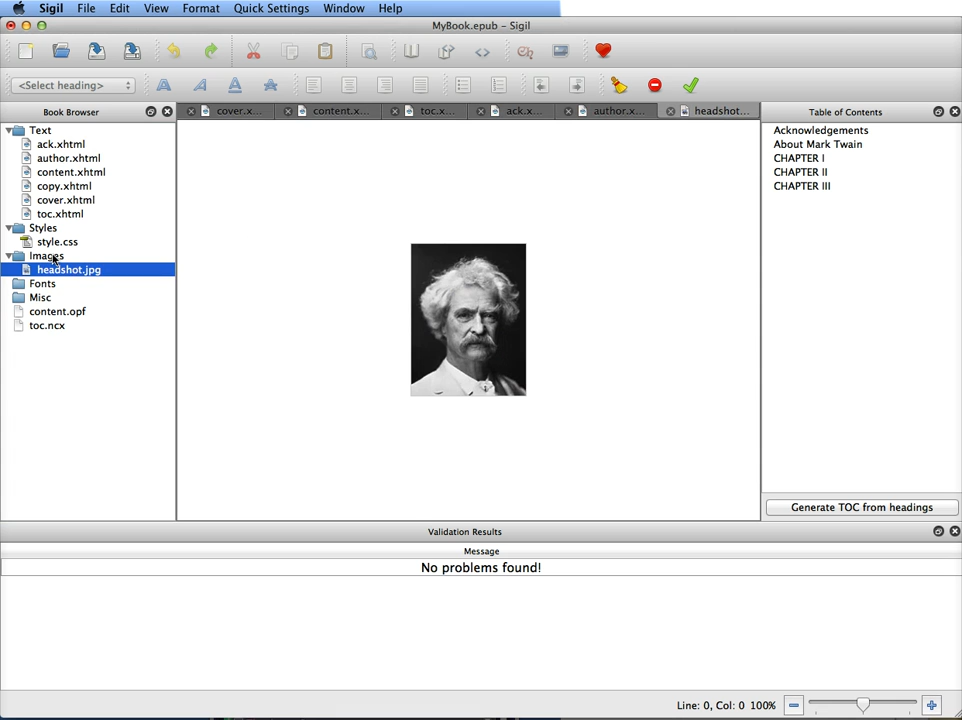 Sigil File Edit View Format Quick Settings Window Help
MyBook.epub - Sigil
<Select heading>
Book Browser
cover.x... content.x... toc.x... ack.x... author.x... headshot...
Table of Contents
Text
ack.xhtml
author.xhtml
content.xhtml
copy.xhtml
cover.xhtml
toc.xhtml
Styles
style.css
Images
headshot.jpg
Fonts
Misc
content.opf
toc.ncx
Acknowledgements
About Mark Twain
CHAPTER I
CHAPTER II
CHAPTER III
Generate TOC from headings
Validation Results
Message
No problems found!
Line: 0, Col: 0 100%